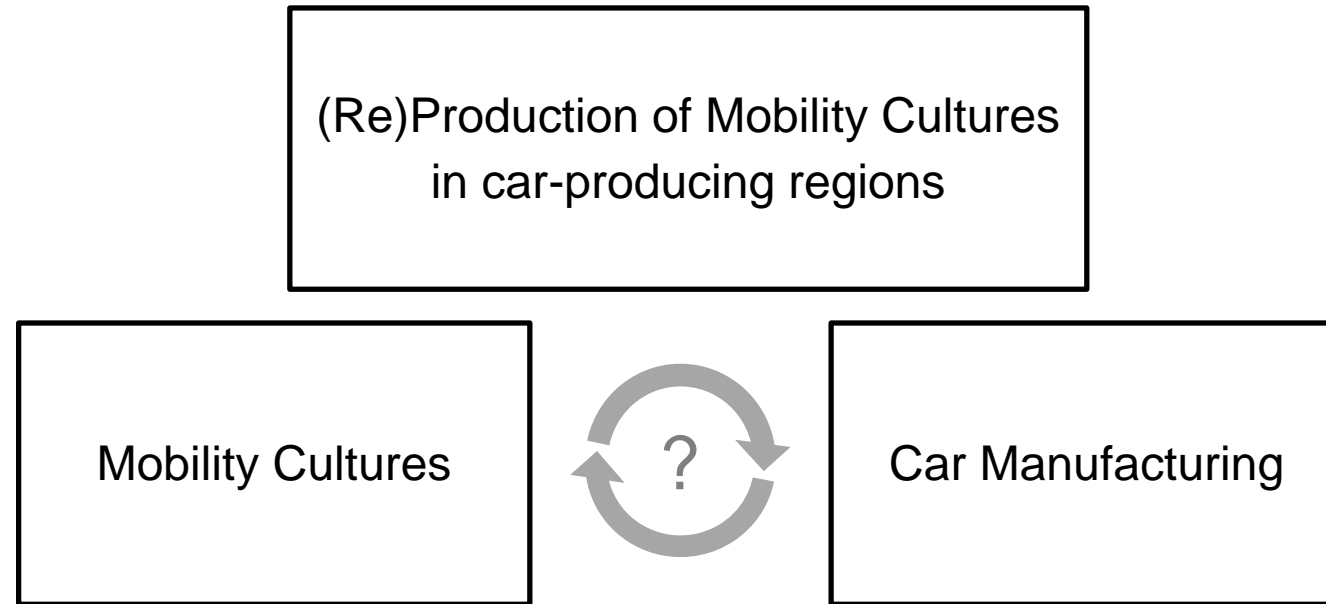 (Re)Production of Mobility Cultures
in car-producing regions
Mobility Cultures
?
Car Manufacturing